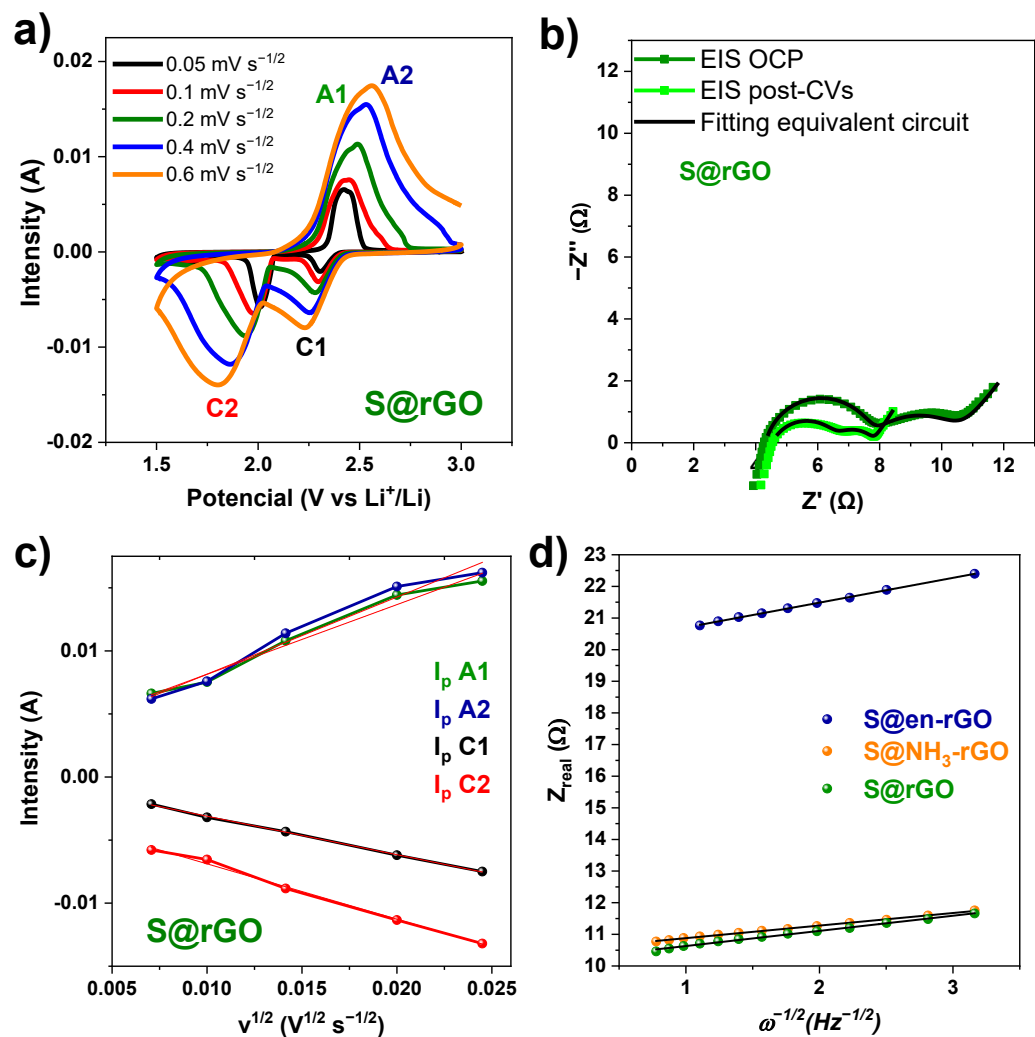 a)
0.05 mV s⁻¹/²
0.1 mV s⁻¹/²
0.2 mV s⁻¹/²
0.4 mV s⁻¹/²
0.6 mV s⁻¹/²
A1
A2
C1
C2
S@rGO
0.02
0.01
0.00
-0.01
-0.02
Intensity (A)
1.5 2.0 2.5 3.0
Potencial (V vs Li⁺/Li)
b)
EIS OCP
EIS post-CVs
Fitting equivalent circuit
S@rGO
12
10
8
6
4
2
0
−Z'' (Ω)
0 2 4 6 8 10 12 14
Z' (Ω)
c)
Iₚ A1
Iₚ A2
Iₚ C1
Iₚ C2
S@rGO
0.01
0.00
-0.01
Intensity (A)
0.005 0.010 0.015 0.020 0.025
v¹/² (V¹/² s⁻¹/²)
d)
S@en-rGO
S@NH₃-rGO
S@rGO
23
22
21
20
19
18
17
16
15
14
13
12
11
10
Z_real (Ω)
1 2 3 4
ω⁻¹/²(Hz⁻¹/²)